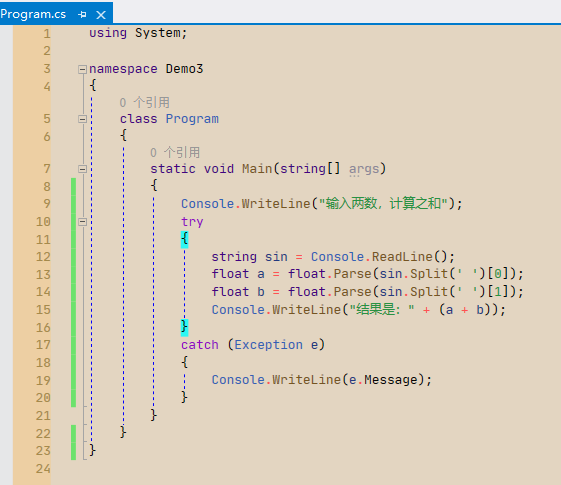 Program.cs
1 using System;
2
3 namespace Demo3
4 {
0 个引用
5 class Program
6 {
0 个引用
7 static void Main(string[] args)
8 {
9 Console.WriteLine("输入两数，计算之和");
10 try
11 {
12 string sin = Console.ReadLine();
13 float a = float.Parse(sin.Split(' ')[0]);
14 float b = float.Parse(sin.Split(' ')[1]);
15 Console.WriteLine("结果是：" + (a + b));
16 }
17 catch (Exception e)
18 {
19 Console.WriteLine(e.Message);
20 }
21 }
22 }
23 }
24